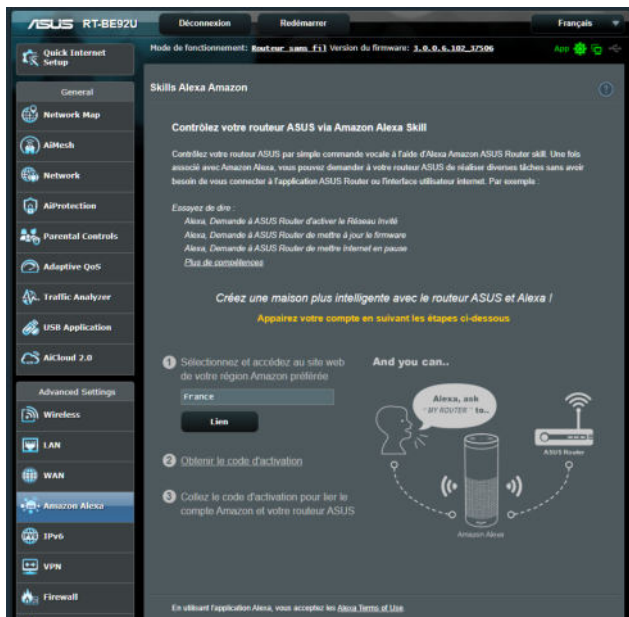 ASUS RT-BE92U
Déconnexion
Redémarrer
Français
Quick Internet
Setup
Mode de fonctionnement: Routeur sans fil Version du firmware: 3.0.0.6.102_37506
App
General
Network Map
AiMesh
Network
AiProtection
Parental Controls
Adaptive QoS
Traffic Analyzer
USB Application
AiCloud 2.0
Advanced Settings
Wireless
LAN
WAN
Amazon Alexa
IPv6
VPN
Firewall
Skills Alexa Amazon
Contrôlez votre routeur ASUS via Amazon Alexa Skill
Contrôlez votre routeur ASUS par simple commande vocale à l'aide d'Alexa Amazon ASUS Router skill. Une fois
associé avec Amazon Alexa, vous pouvez demander à votre routeur ASUS de réaliser diverses tâches sans avoir
besoin de vous connecter à l'application ASUS Router ou l'interface utilisateur internet. Par exemple :
Essayez de dire :
Alexa, Demande à ASUS Router d'activer le Réseau Invité
Alexa, Demande à ASUS Router de mettre à jour le firmware
Alexa, Demande à ASUS Router de mettre Internet en pause
Plus de compétences
Créez une maison plus intelligente avec le routeur ASUS et Alexa !
Appairez votre compte en suivant les étapes ci-dessous
1 Sélectionnez et accédez au site web
de votre région Amazon préférée
France
Lien
2 Obtenir le code d'activation
3 Collez le code d'activation pour lier le
compte Amazon et votre routeur ASUS
And you can..
Alexa, ask
" MY ROUTER " to..
ASUS Router
Amazon Alexa
En utilisant l'application Alexa, vous acceptez les Alexa Terms of Use.